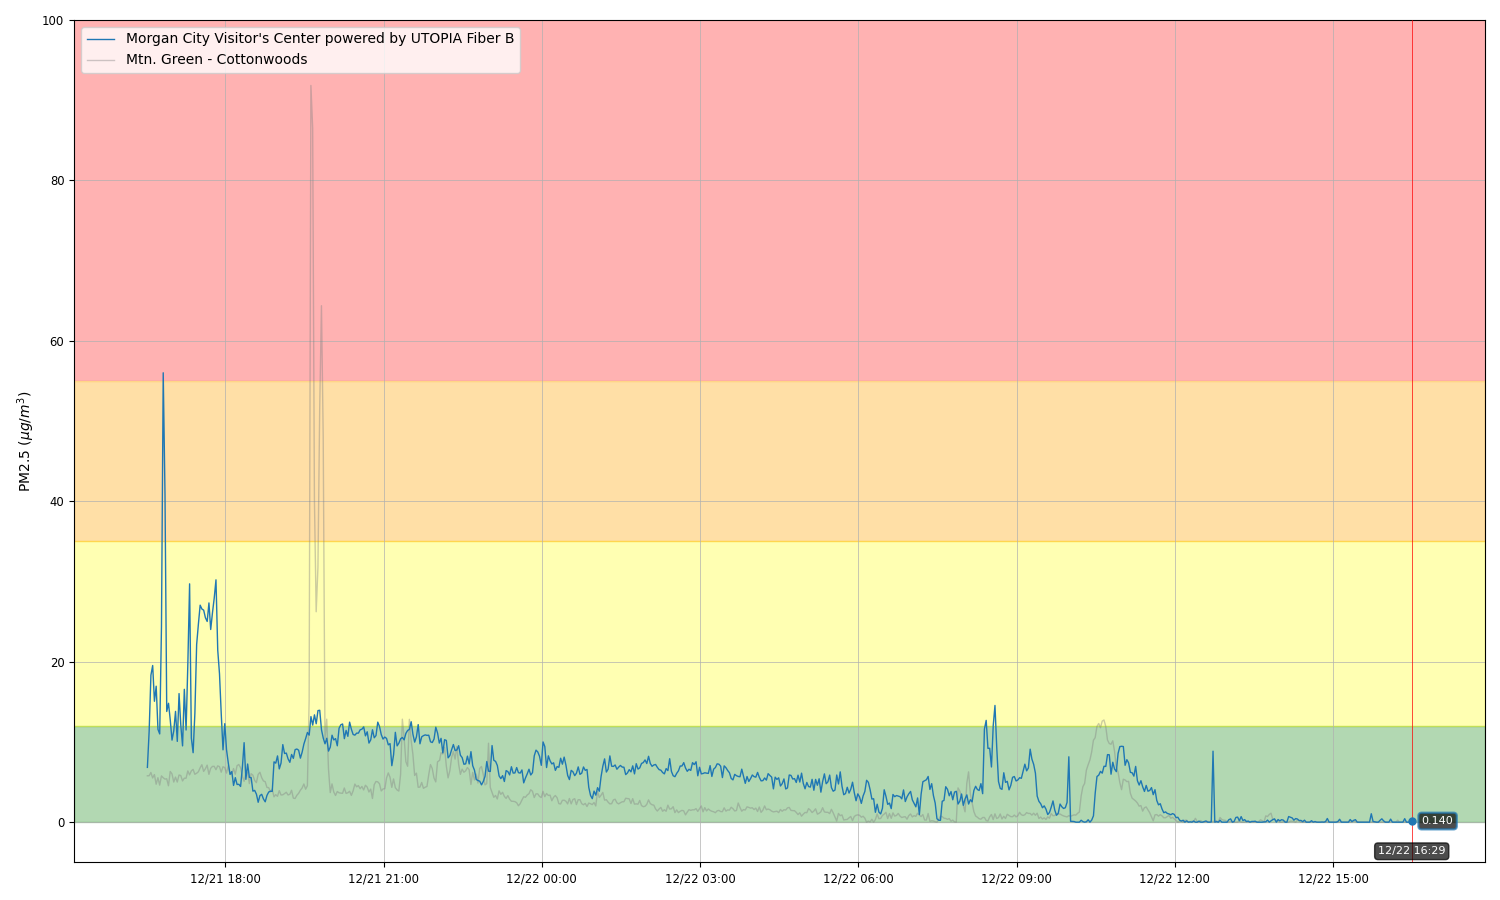 100
Morgan City Visitor's Center powered by UTOPIA Fiber B
Mtn. Green - Cottonwoods
80
60
40
20
0
PM2.5 (μg/m³)
0.140
12/22 16:29
12/21 18:00 12/21 21:00 12/22 00:00 12/22 03:00 12/22 06:00 12/22 09:00 12/22 12:00 12/22 15:00